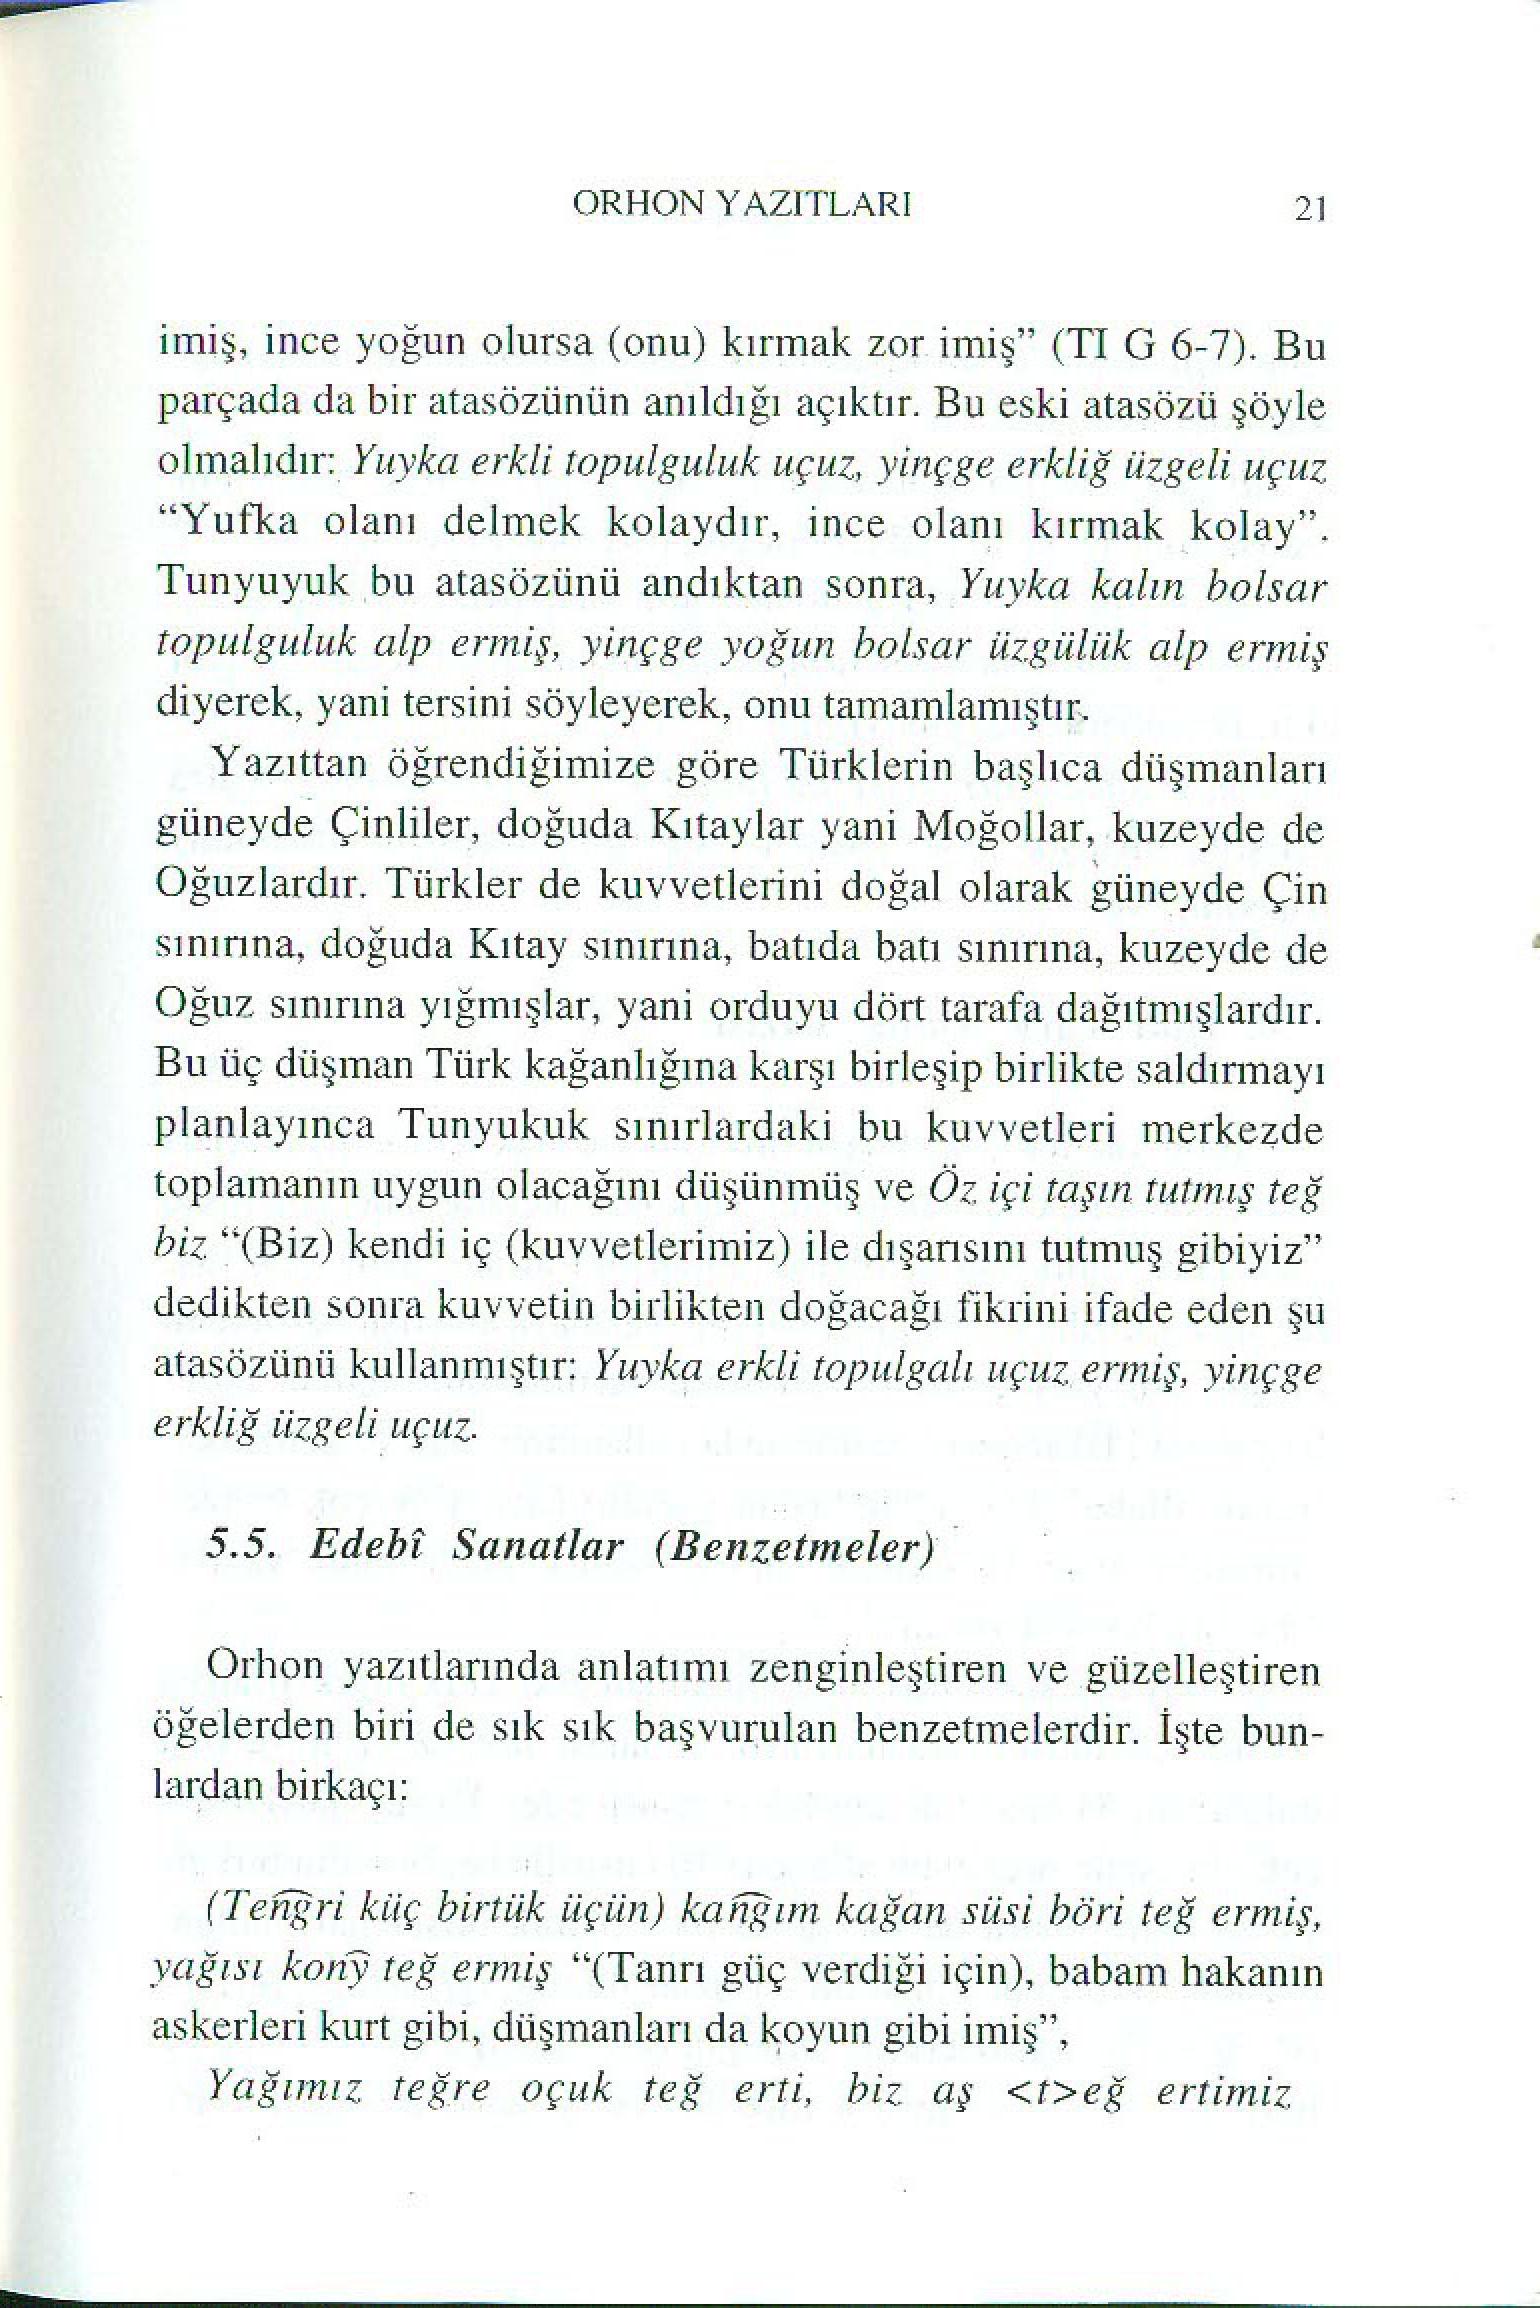 ORHON YAZITLARI 21
imiş, ince yoğun olursa (onu) kırmak zor imiş” (TI G 6-7). Bu
parçada da bir atasözünün anıldığı açıktır. Bu eski atasözü şöyle
olmalıdır: Yuyka erkli topulguluk uçuz, yinçge erkliğ üzgeli uçuz
“Yufka olanı delmek kolaydır, ince olanı kırmak kolay”.
Tunyuyuk bu atasözünü andıktan sonra, Yuyka kalın bolsar
topulguluk alp ermiş, yinçge yoğun bolsar üzgülük alp ermiş
diyerek, yani tersini söyleyerek, onu tamamlamıştır.
Yazıttan öğrendiğimize göre Türklerin başlıca düşmanları
güneyde Çinliler, doğuda Kıtaylar yani Moğollar, kuzeyde de
Oğuzlardır. Türkler de kuvvetlerini doğal olarak güneyde Çin
sınırına, doğuda Kıtay sınırına, batıda batı sınırına, kuzeyde de
Oğuz sınırına yığmışlar, yani orduyu dört tarafa dağıtmışlardır.
Bu üç düşman Türk kağanlığına karşı birleşip birlikte saldırmayı
planlayınca Tunyukuk sınırlardaki bu kuvvetleri merkezde
toplamanın uygun olacağını düşünmüş ve Öz içi taşın tutmış teğ
biz “(Biz) kendi iç (kuvvetlerimiz) ile dışarısını tutmuş gibiyiz”
dedikten sonra kuvvetin birlikten doğacağı fikrini ifade eden şu
atasözünü kullanmıştır: Yuyka erkli topulgalı uçuz ermiş, yinçge
erkliğ üzgeli uçuz.
5.5. Edebî Sanatlar (Benzetmeler)
Orhon yazıtlarında anlatımı zenginleştiren ve güzelleştiren
öğelerden biri de sık sık başvurulan benzetmelerdir. İşte bun-
lardan birkaçı:
(Ten͡gri küç birtük üçün) kan͡gım kağan süsi böri teğ ermiş,
yağısı kon͡y teğ ermiş “(Tanrı güç verdiği için), babam hakanın
askerleri kurt gibi, düşmanları da koyun gibi imiş”,
Yağımız teğre oçuk teğ erti, biz aş <t>eğ ertimiz